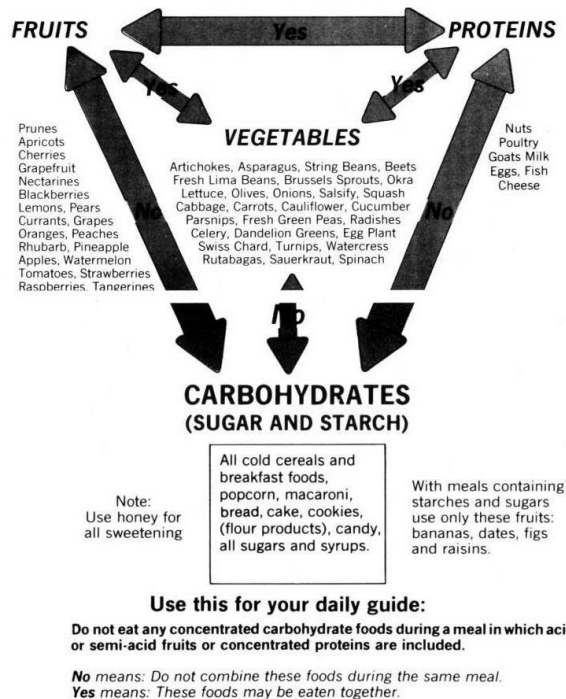 FRUITS
Yes
PROTEINS
Yes
Yes
Prunes
Apricots
Cherries
Grapefruit
Nectarines
Blackberries
Lemons, Pears
Currants, Grapes
Oranges, Peaches
Rhubarb, Pineapple
Apples, Watermelon
Tomatoes, Strawberries
Raspberries, Tangerines
VEGETABLES
Artichokes, Asparagus, String Beans, Beets
Fresh Lima Beans, Brussels Sprouts, Okra
Lettuce, Olives, Onions, Salsify, Squash
Cabbage, Carrots, Cauliflower, Cucumber
Parsnips, Fresh Green Peas, Radishes
Celery, Dandelion Greens, Egg Plant
Swiss Chard, Turnips, Watercress
Rutabagas, Sauerkraut, Spinach
Nuts
Poultry
Goats Milk
Eggs, Fish
Cheese
No
No
No
CARBOHYDRATES
(SUGAR AND STARCH)
Note:
Use honey for
all sweetening
All cold cereals and
breakfast foods,
popcorn, macaroni,
bread, cake, cookies,
(flour products), candy,
all sugars and syrups.
With meals containing
starches and sugars
use only these fruits:
bananas, dates, figs
and raisins.
Use this for your daily guide:
Do not eat any concentrated carbohydrate foods during a meal in which aci
or semi-acid fruits or concentrated proteins are included.
No means: Do not combine these foods during the same meal.
Yes means: These foods may be eaten together.